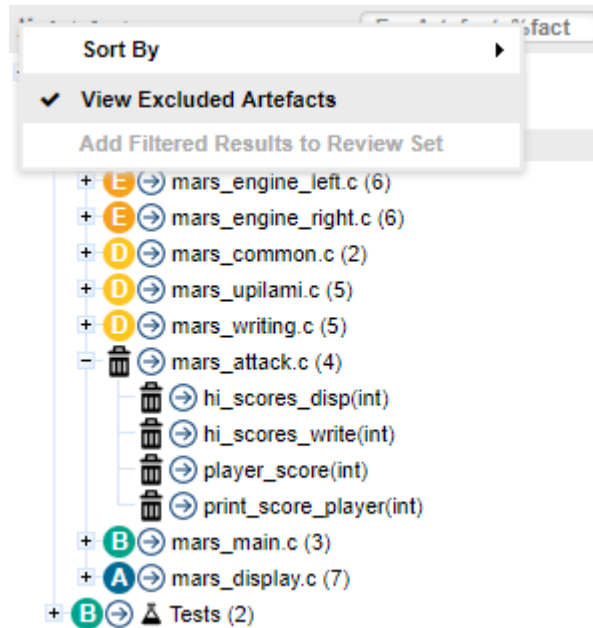 %fact
Sort By
View Excluded Artefacts
Add Filtered Results to Review Set
E mars_engine_left.c (6)
E mars_engine_right.c (6)
D mars_common.c (2)
D mars_upilami.c (5)
D mars_writing.c (5)
mars_attack.c (4)
hi_scores_disp(int)
hi_scores_write(int)
player_score(int)
print_score_player(int)
B mars_main.c (3)
A mars_display.c (7)
B Tests (2)